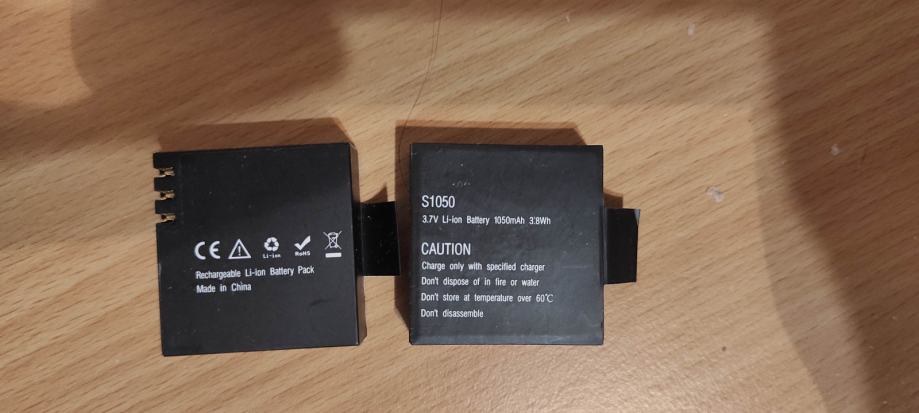 CE
Li-ion
RoHS
Rechargeable Li-ion Battery Pack
Made in China
S1050
3.7V Li-ion Battery 1050mAh 3.8Wh
CAUTION
Charge only with specified charger
Don't dispose of in fire or water
Don't store at temperature over 60℃
Don't disassemble